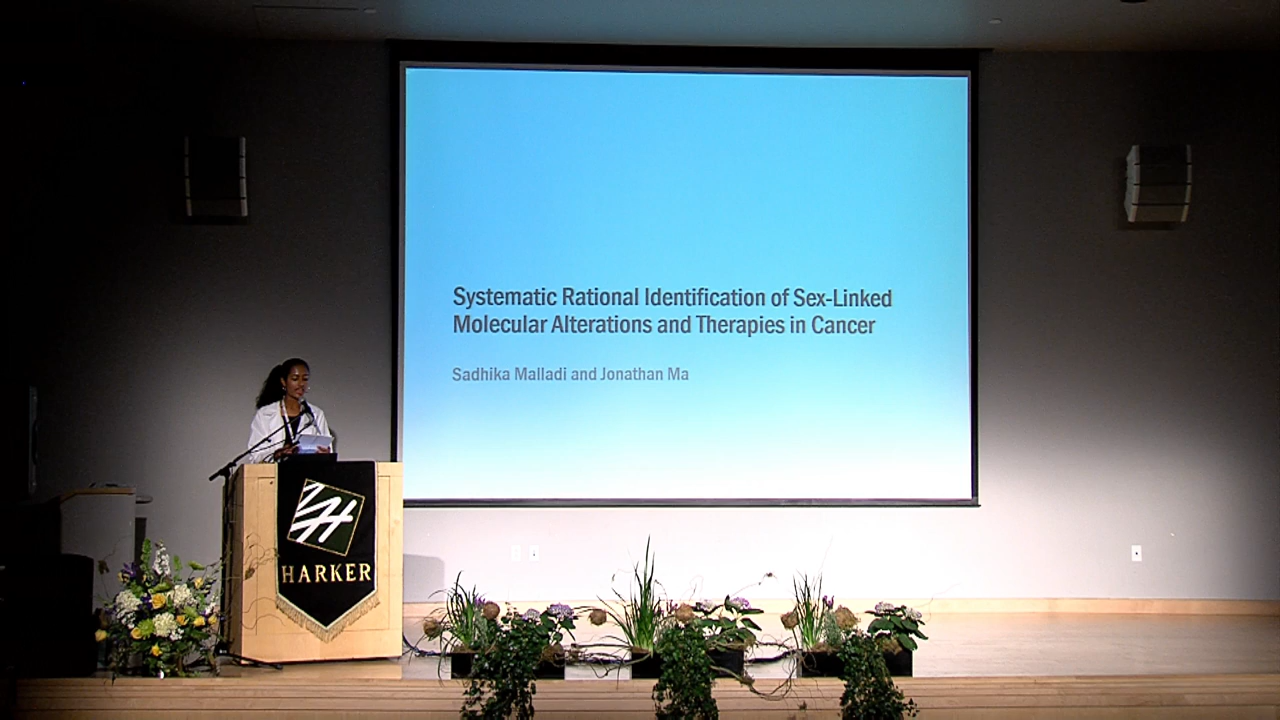 Systematic Rational Identification of Sex-Linked
Molecular Alterations and Therapies in Cancer
Sadhika Malladi and Jonathan Ma
H
HARKER